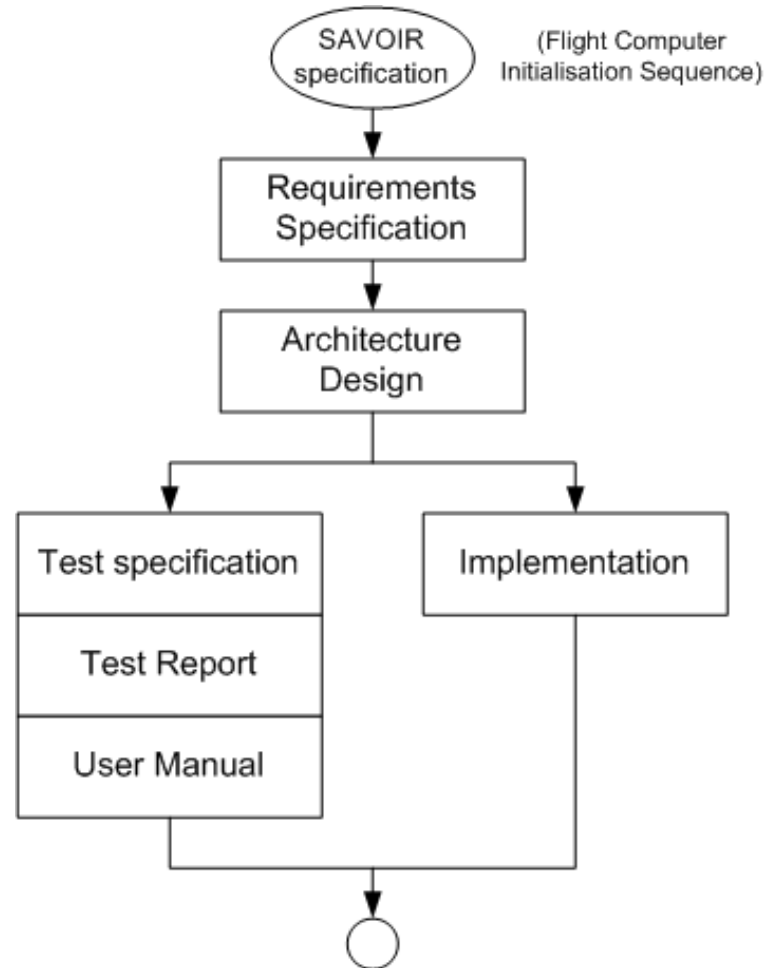 SAVOIR
specification
(Flight Computer
Initialisation Sequence)
Requirements
Specification
Architecture
Design
Test specification
Implementation
Test Report
User Manual